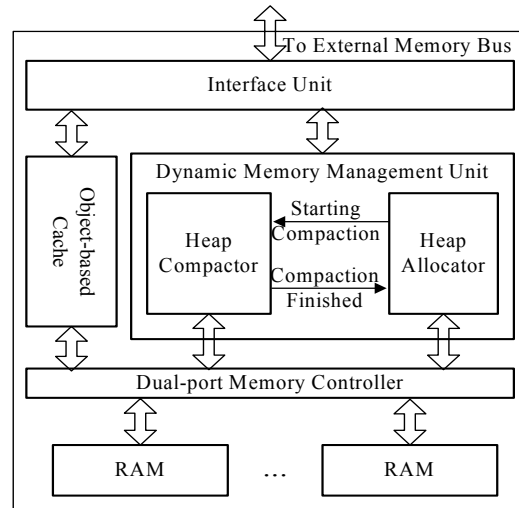 To External Memory Bus
Interface Unit
Object-based
Cache
Dynamic Memory Management Unit
Heap
Compactor
Starting
Compaction
Compaction
Finished
Heap
Allocator
Dual-port Memory Controller
RAM
...
RAM